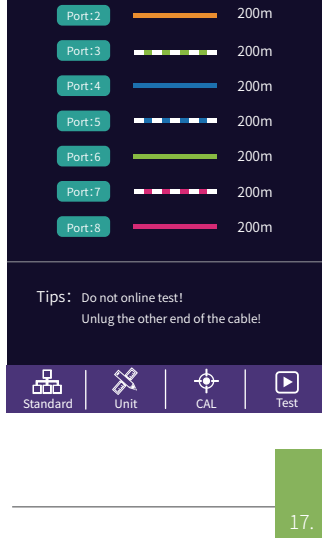 Port:2 200m
Port:3 200m
Port:4 200m
Port:5 200m
Port:6 200m
Port:7 200m
Port:8 200m
Tips: Do not online test!
Unlug the other end of the cable!
Standard Unit CAL Test
17.